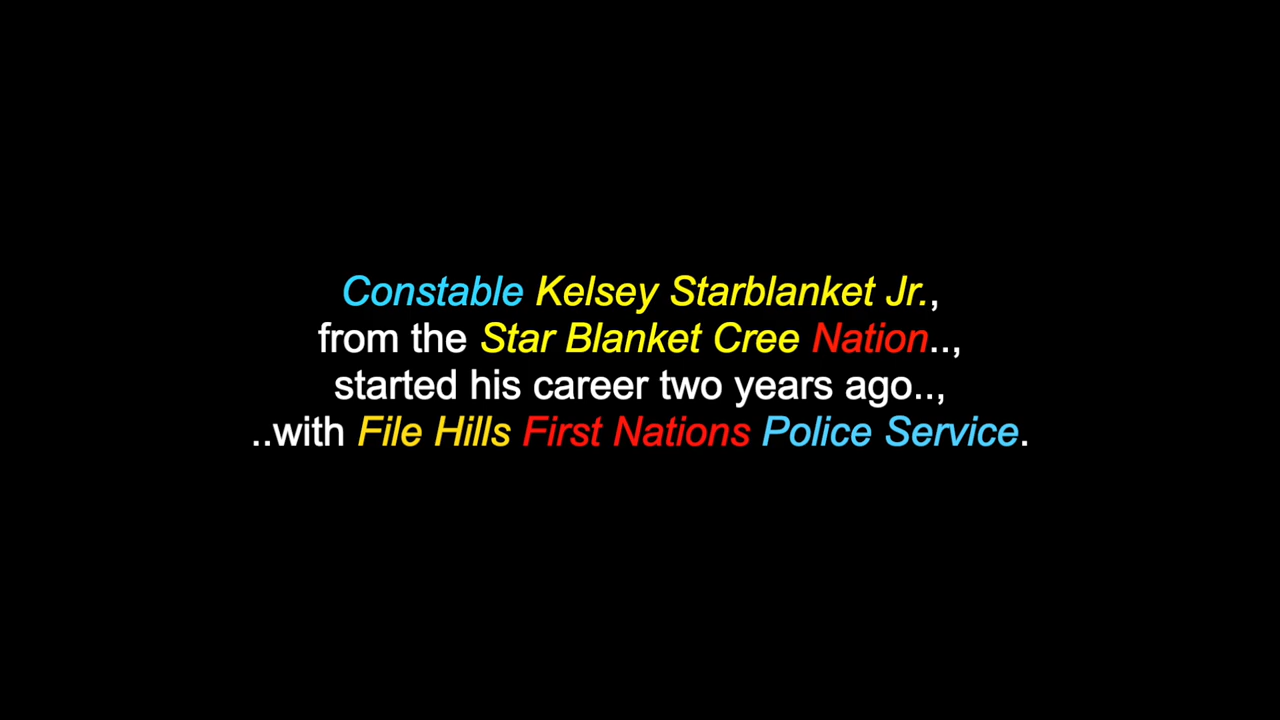 Constable Kelsey Starblanket Jr.,
from the Star Blanket Cree Nation..,
started his career two years ago..,
..with File Hills First Nations Police Service.